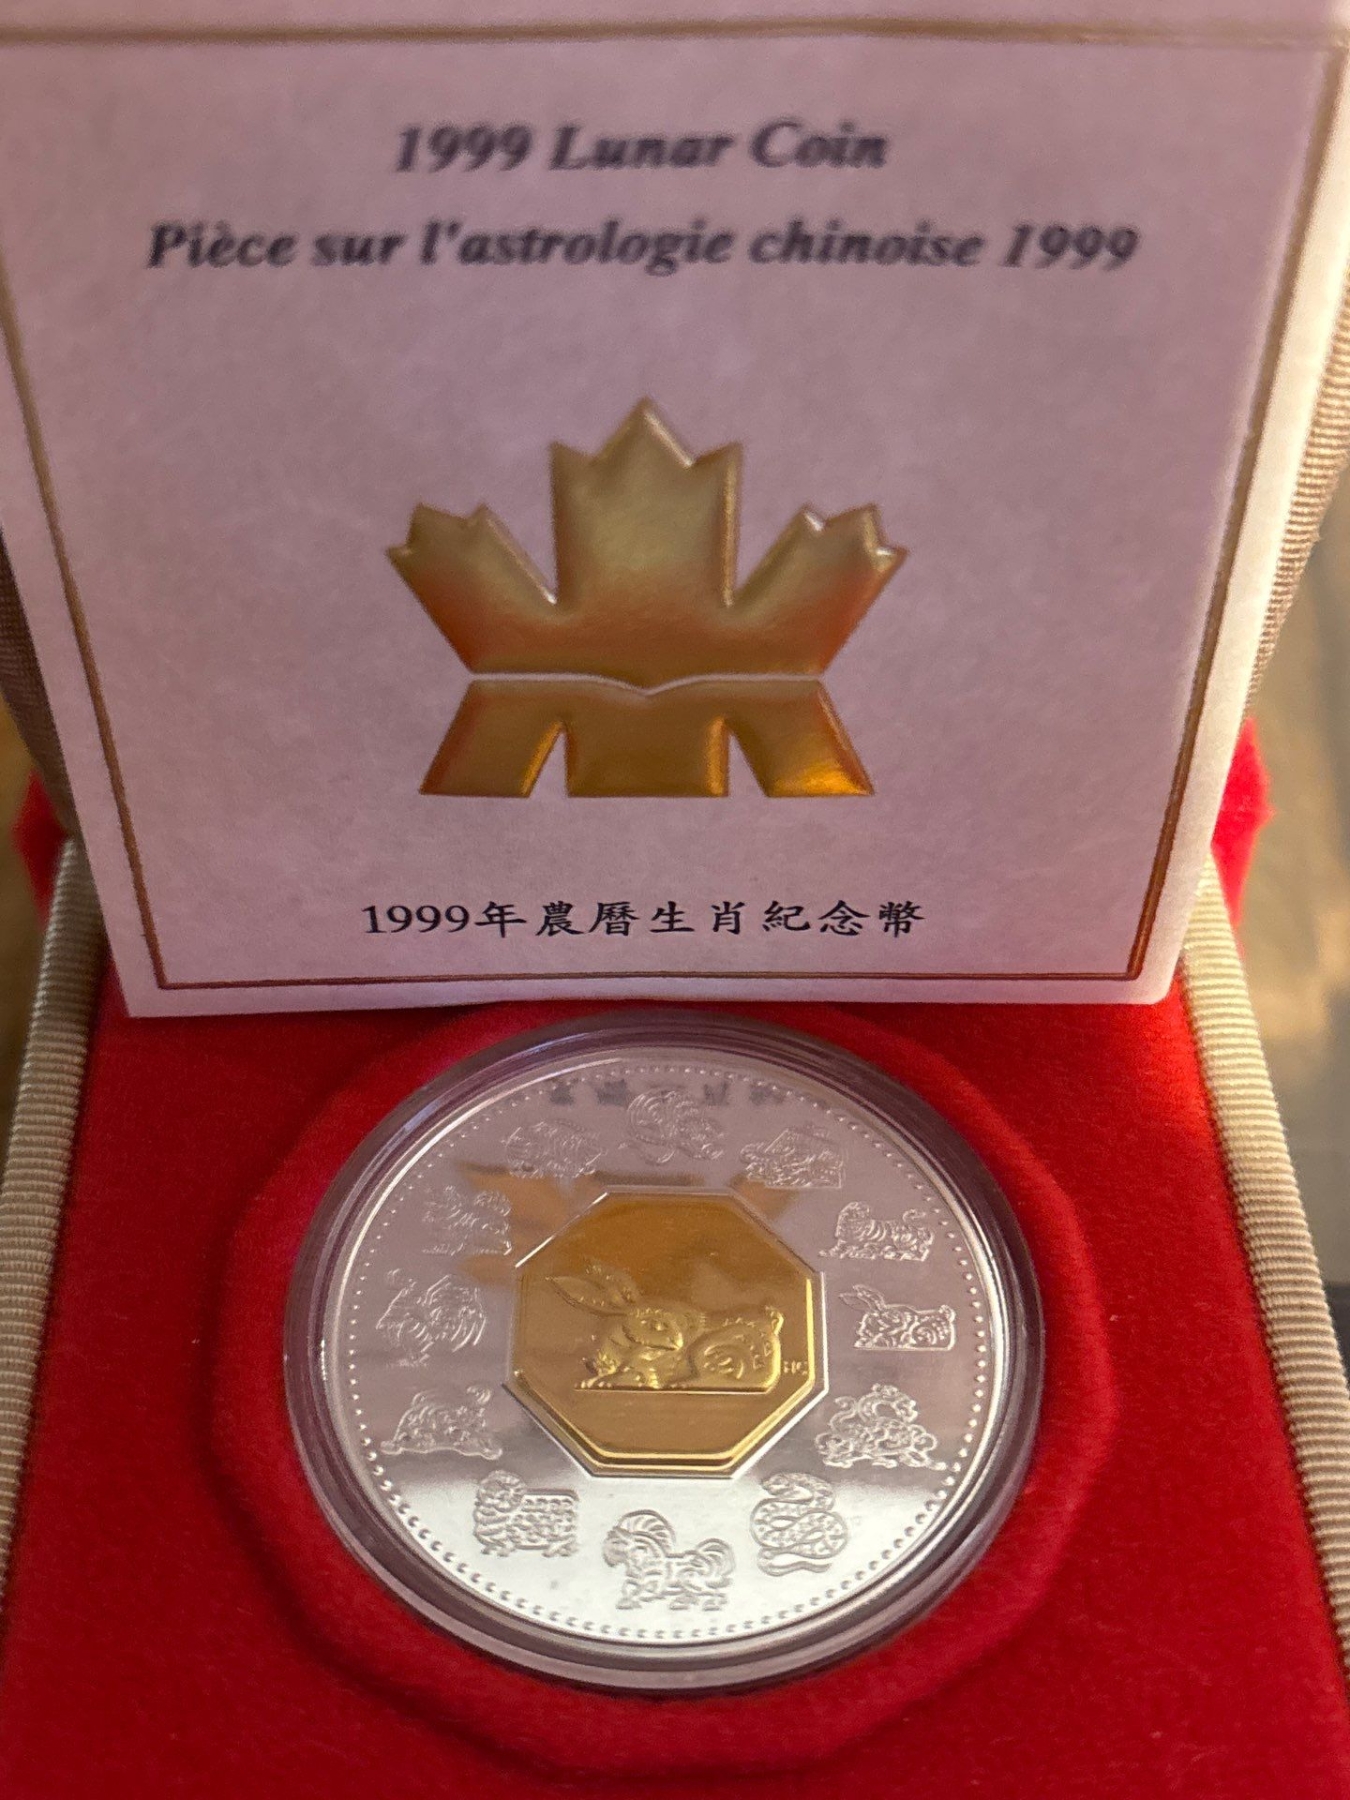 1999 Lunar Coin
Pièce sur l'astrologie chinoise 1999
1999年農曆生肖紀念幣
HC